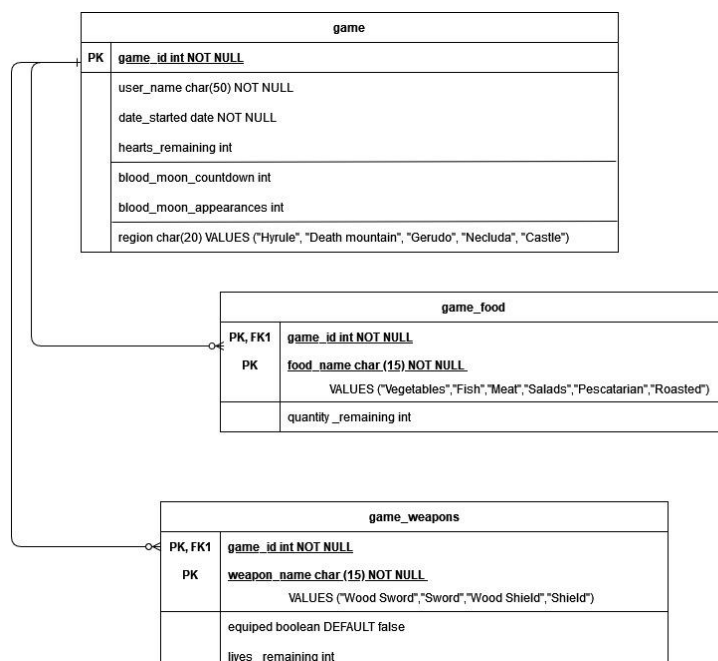 game
PK game_id int NOT NULL
user_name char(50) NOT NULL
date_started date NOT NULL
hearts_remaining int
blood_moon_countdown int
blood_moon_appearances int
region char(20) VALUES ("Hyrule", "Death mountain", "Gerudo", "Necluda", "Castle")
game_food
PK, FK1 game_id int NOT NULL
PK food_name char (15) NOT NULL
VALUES ("Vegetables","Fish","Meat","Salads","Pescatarian","Roasted")
quantity _remaining int
game_weapons
PK, FK1 game_id int NOT NULL
PK weapon_name char (15) NOT NULL
VALUES ("Wood Sword","Sword","Wood Shield","Shield")
equiped boolean DEFAULT false
lives _remaining int